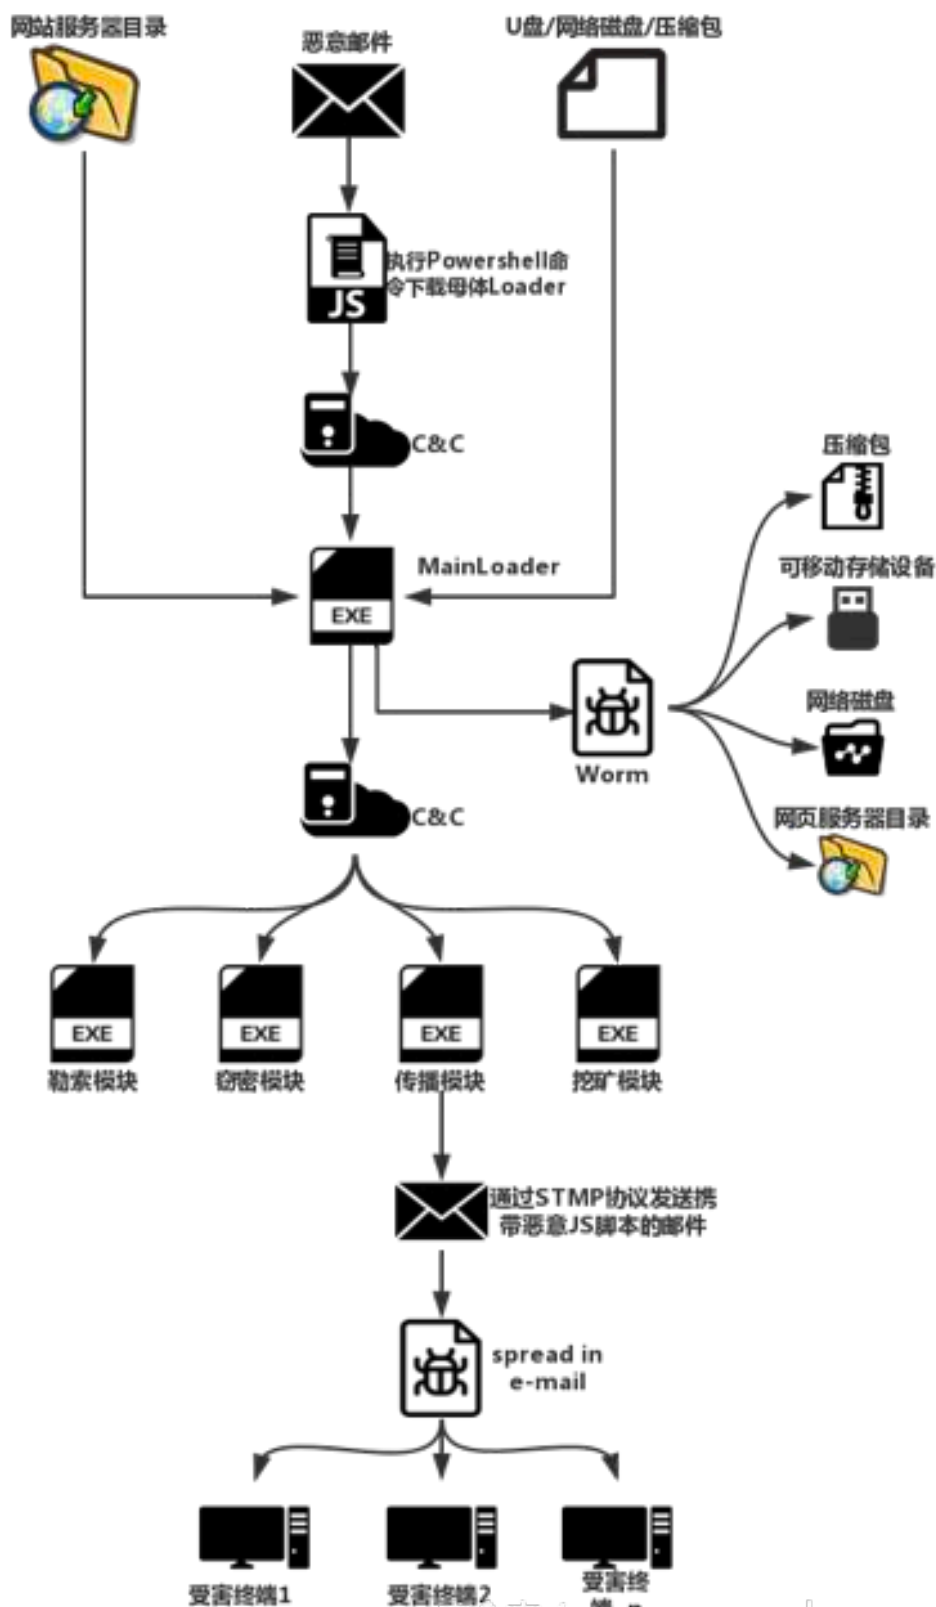 网站服务器目录
恶意邮件
U盘/网络磁盘/压缩包
执行Powershell命
令下载母体Loader
JS
C&C
压缩包
MainLoader
可移动存储设备
EXE
网络磁盘
Worm
C&C
网页服务器目录
EXE
EXE
EXE
EXE
勒索模块
窃密模块
传播模块
挖矿模块
通过STMP协议发送携
带恶意JS脚本的邮件
spread in
e-mail
受害终端1
受害终端2
受害终